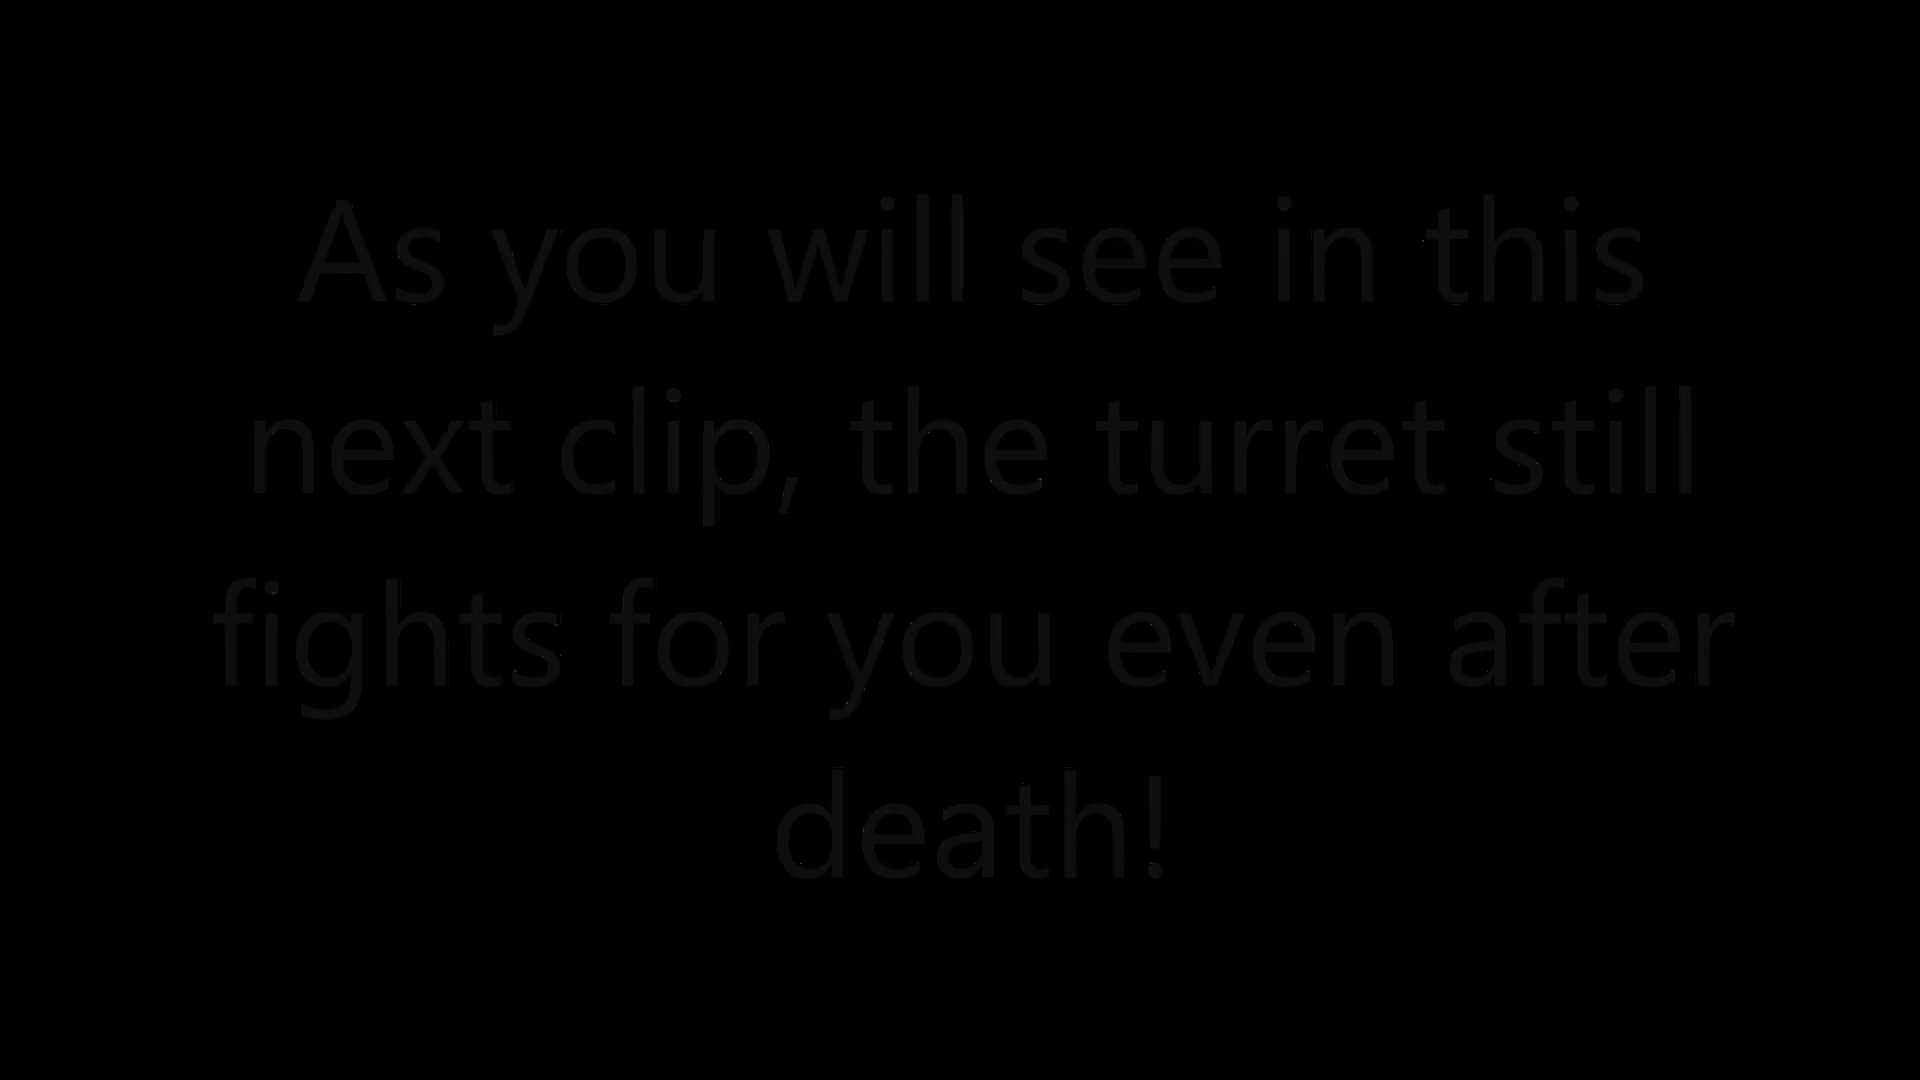 As you will see in this
next clip, the turret still
fights for you even after
death!